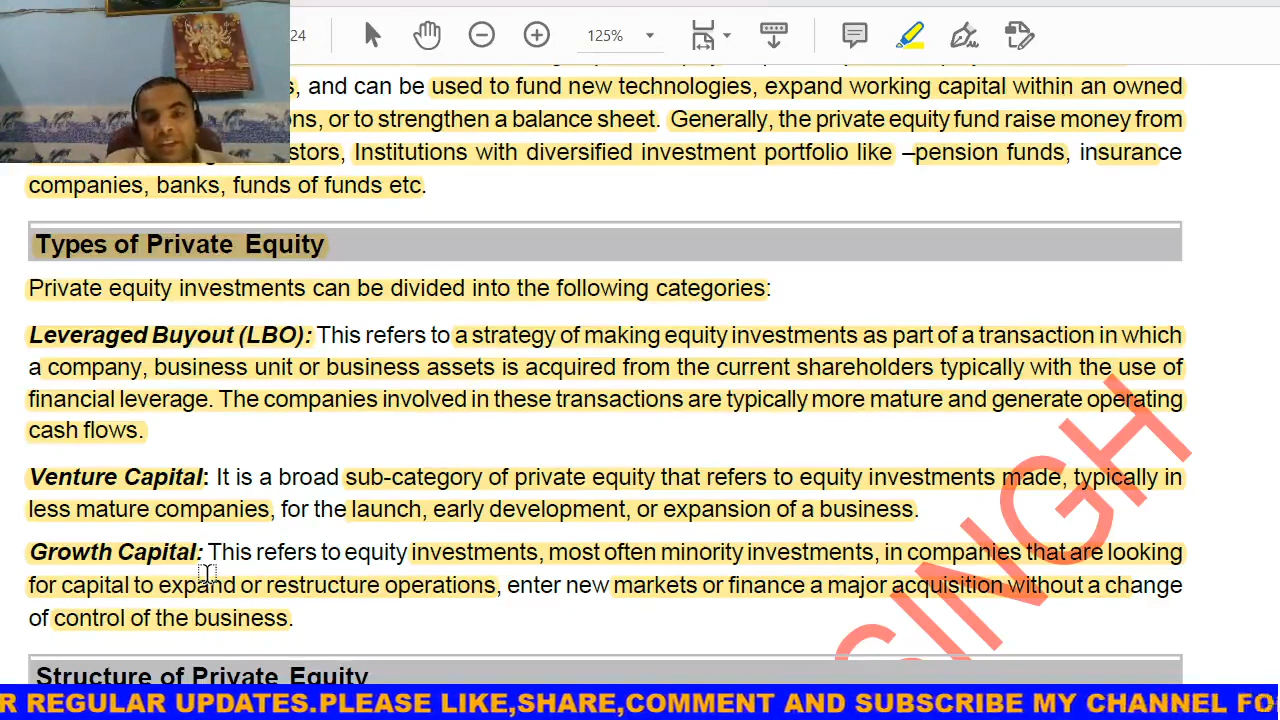 24
125%
s, and can be used to fund new technologies, expand working capital within an owned
ons, or to strengthen a balance sheet. Generally, the private equity fund raise money from
stors, Institutions with diversified investment portfolio like –pension funds, insurance
companies, banks, funds of funds etc.
Types of Private Equity
Private equity investments can be divided into the following categories:
Leveraged Buyout (LBO): This refers to a strategy of making equity investments as part of a transaction in which
a company, business unit or business assets is acquired from the current shareholders typically with the use of
financial leverage. The companies involved in these transactions are typically more mature and generate operating
cash flows.
Venture Capital: It is a broad sub-category of private equity that refers to equity investments made, typically in
less mature companies, for the launch, early development, or expansion of a business.
Growth Capital: This refers to equity investments, most often minority investments, in companies that are looking
for capital to expand or restructure operations, enter new markets or finance a major acquisition without a change
of control of the business.
SINGH
Structure of Private Equity
R REGULAR UPDATES.PLEASE LIKE,SHARE,COMMENT AND SUBSCRIBE MY CHANNEL FO